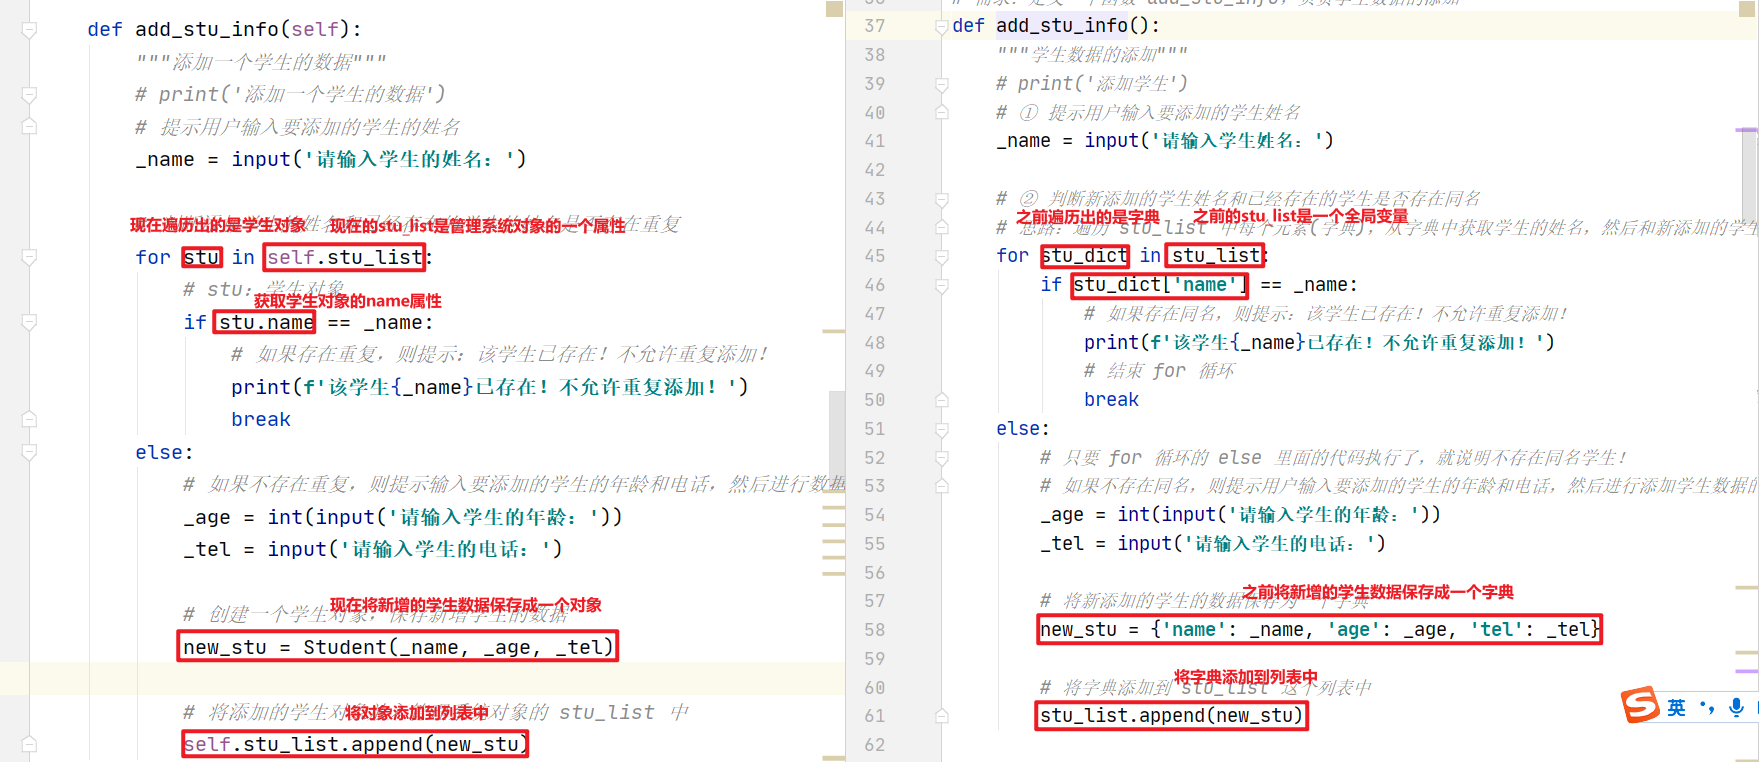 def add_stu_info(self):
"""添加一个学生的数据"""
# print('添加一个学生的数据')
# 提示用户输入要添加的学生的姓名
_name = input('请输入学生的姓名：')
现在遍历出的是学生对象 现在的stu_list是管理系统对象的一个属性
重复
for stu in self.stu_list:
# stu：学生对象
获取学生对象的name属性
if stu.name == _name:
# 如果存在重复，则提示：该学生已存在！不允许重复添加！
print(f'该学生{_name}已存在！不允许重复添加！')
break
else:
# 如果不存在重复，则提示输入要添加的学生的年龄和电话，然后进行数据
_age = int(input('请输入学生的年龄：'))
_tel = input('请输入学生的电话：')
现在将新增的学生数据保存成一个对象
# 创建一个学生对象，保存新增学生的数据
new_stu = Student(_name, _age, _tel)
将对象添加到列表中
# 将添加的学生对象 对象的 stu_list 中
self.stu_list.append(new_stu)
37 def add_stu_info():
38 """学生数据的添加"""
39 # print('添加学生')
40 # ① 提示用户输入要添加的学生姓名
41 _name = input('请输入学生姓名：')
42
43 # ② 判断新添加的学生姓名和已经存在的学生是否存在同名
之前遍历出的是字典 之前的stu_list是一个全局变量
44 # 思路：遍历 stu_list 中每个元素(字典)，从字典中获取学生的姓名，然后和新添加的学生
45 for stu_dict in stu_list:
46 if stu_dict['name'] == _name:
47 # 如果存在同名，则提示：该学生已存在！不允许重复添加！
48 print(f'该学生{_name}已存在！不允许重复添加！')
49 # 结束 for 循环
50 break
51 else:
52 # 只要 for 循环的 else 里面的代码执行了，就说明不存在同名学生！
53 # 如果不存在同名，则提示用户输入要添加的学生的年龄和电话，然后进行添加学生数据的
54 _age = int(input('请输入学生的年龄：'))
55 _tel = input('请输入学生的电话：')
56
之前将新增的学生数据保存成一个字典
57 # 将新添加的学生的数据保存为一个字典
58 new_stu = {'name': _name, 'age': _age, 'tel': _tel}
59
将字典添加到列表中
60 # 将字典添加到 stu_list 这个列表中
61 stu_list.append(new_stu)
62
S 英